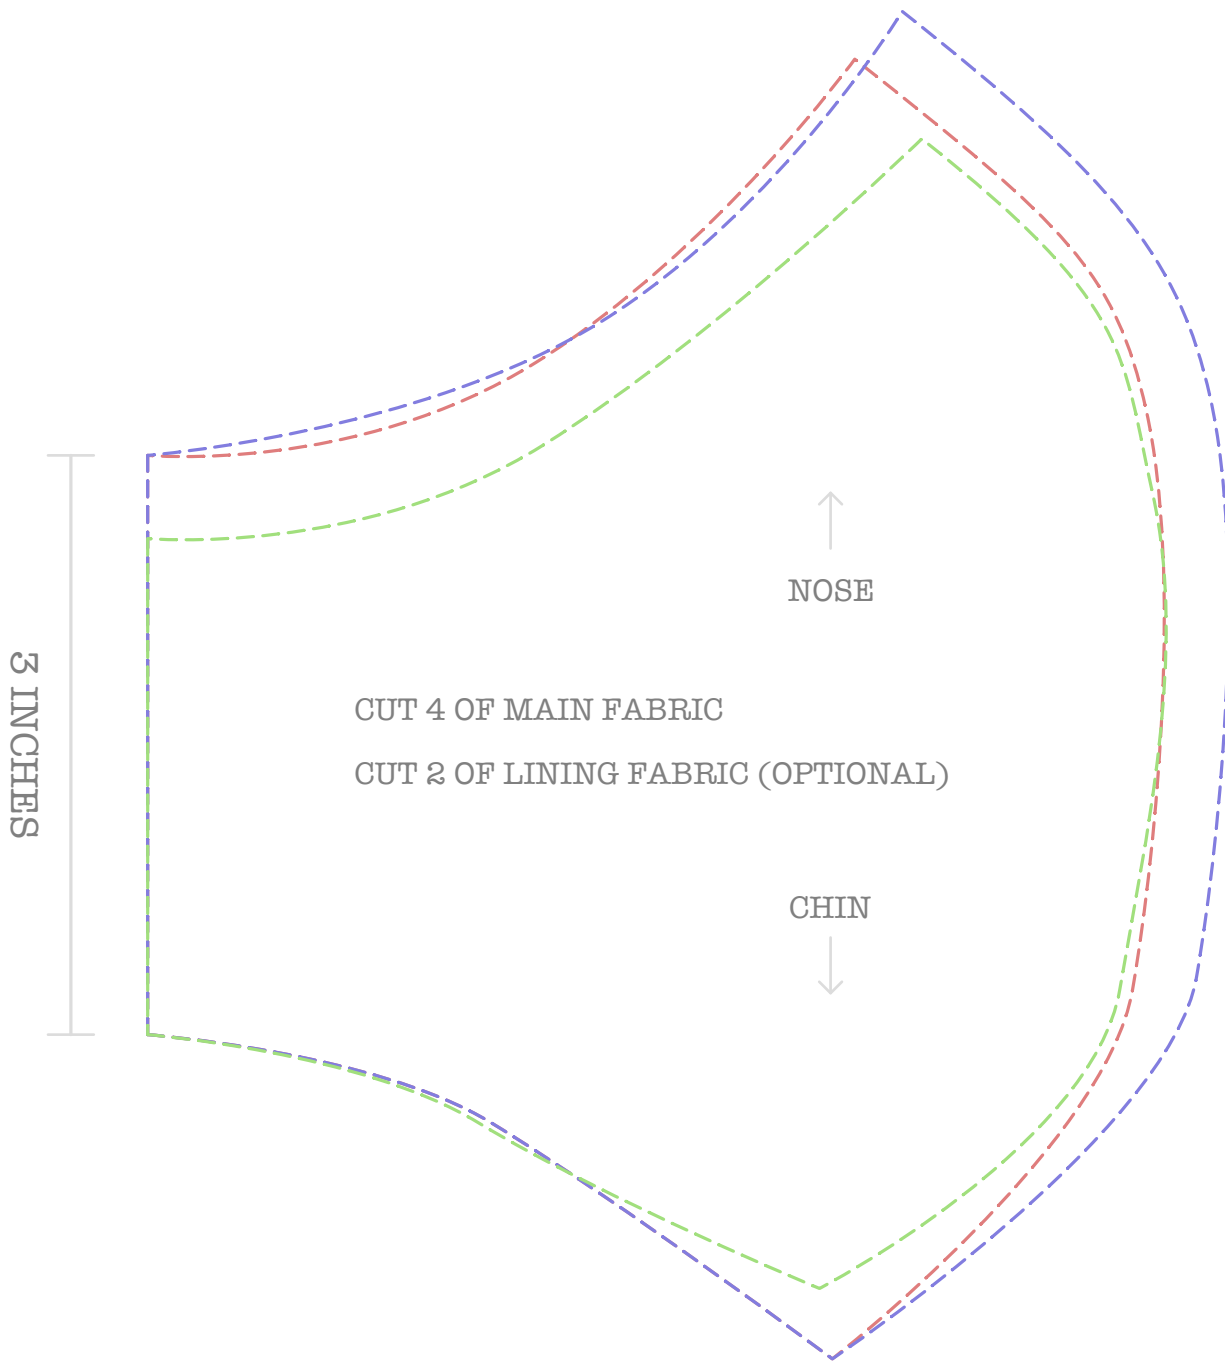 NOSE
3 INCHES
CUT 4 OF MAIN FABRIC
CUT 2 OF LINING FABRIC (OPTIONAL)
CHIN